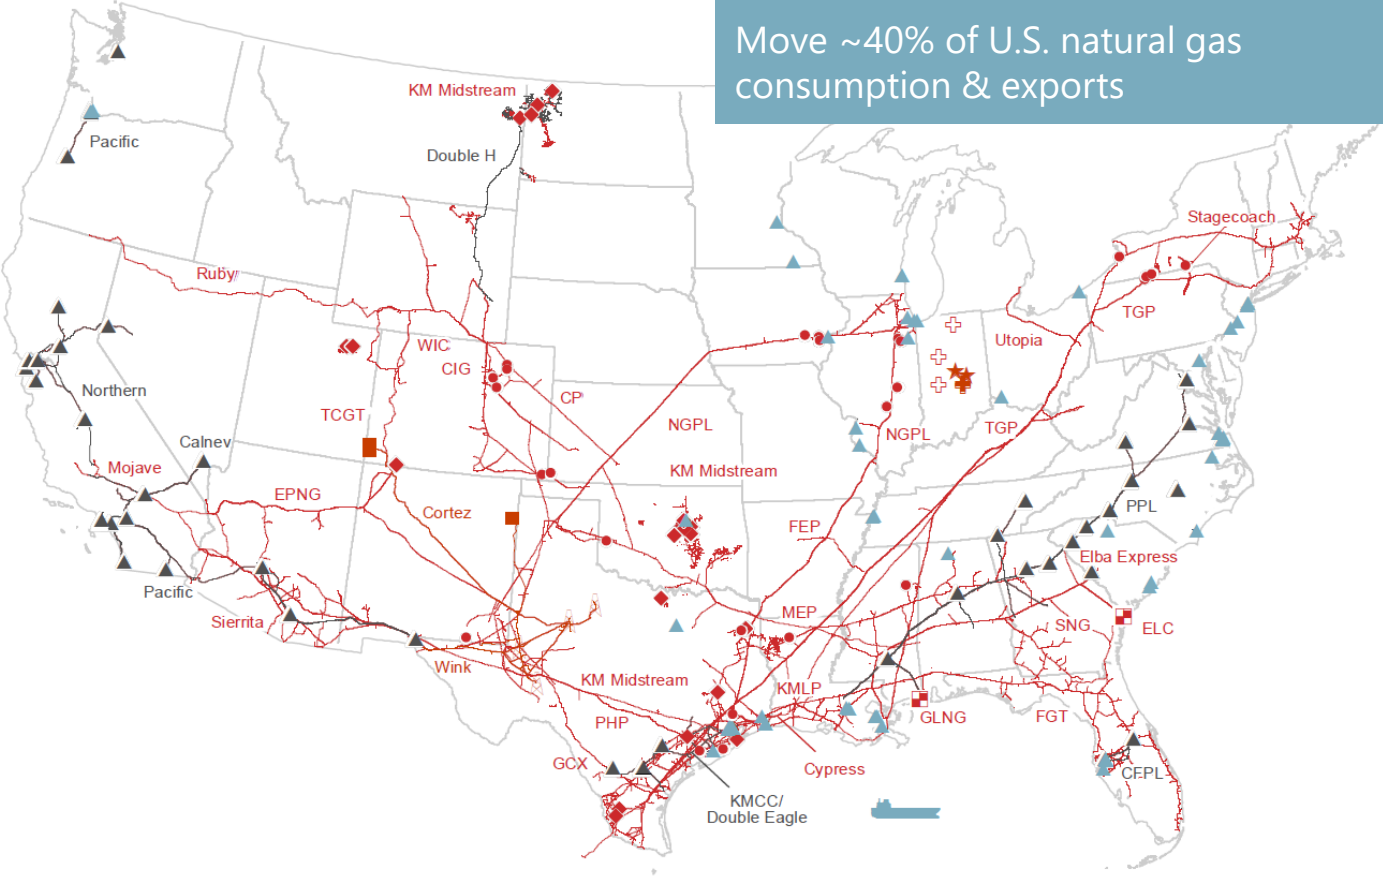 Move ~40% of U.S. natural gas
consumption & exports
KM Midstream
Pacific
Double H
Stagecoach
Ruby
TGP
WIC
Utopia
CIG
Northern
CP
TCGT
NGPL
NGPL
TGP
Calnev
Mojave
KM Midstream
EPNG
Cortez
PPL
FEP
Elba Express
Pacific
MEP
Sierrita
SNG
ELC
Wink
KM Midstream
KMLP
PHP
GLNG
FGT
GCX
Cypress
CFPL
KMCC/
Double Eagle